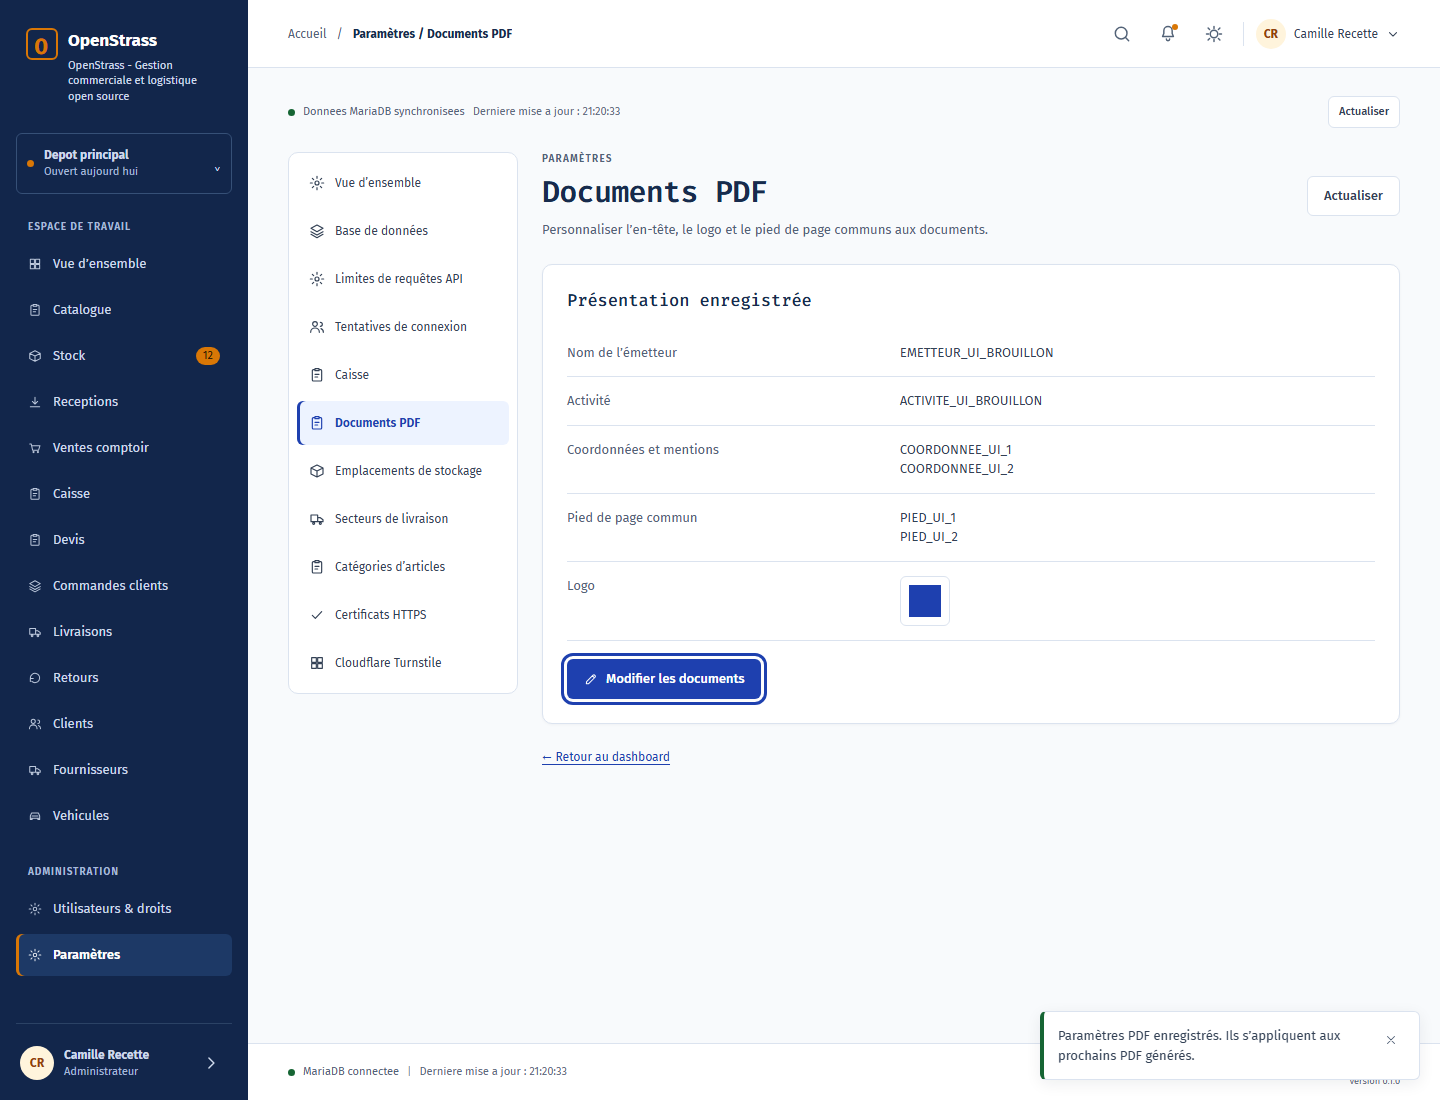 OpenStrass
OpenStrass - Gestion
commerciale et logistique
open source
Depot principal
Ouvert aujourd hui
ESPACE DE TRAVAIL
Vue d’ensemble
Catalogue
Stock 12
Receptions
Ventes comptoir
Caisse
Devis
Commandes clients
Livraisons
Retours
Clients
Fournisseurs
Vehicules
ADMINISTRATION
Utilisateurs & droits
Paramètres
CR Camille Recette
Administrateur
Accueil / Paramètres / Documents PDF
CR Camille Recette
Donnees MariaDB synchronisees Derniere mise a jour : 21:20:33
Actualiser
Vue d’ensemble
Base de données
Limites de requêtes API
Tentatives de connexion
Caisse
Documents PDF
Emplacements de stockage
Secteurs de livraison
Catégories d’articles
Certificats HTTPS
Cloudflare Turnstile
PARAMÈTRES
Documents PDF
Actualiser
Personnaliser l’en-tête, le logo et le pied de page communs aux documents.
Présentation enregistrée
Nom de l’émetteur EMETTEUR_UI_BROUILLON
Activité ACTIVITE_UI_BROUILLON
Coordonnées et mentions COORDONNEE_UI_1
COORDONNEE_UI_2
Pied de page commun PIED_UI_1
PIED_UI_2
Logo
Modifier les documents
← Retour au dashboard
MariaDB connectee | Derniere mise a jour : 21:20:33
Paramètres PDF enregistrés. Ils s’appliquent aux
prochains PDF générés.
version 0.1.0